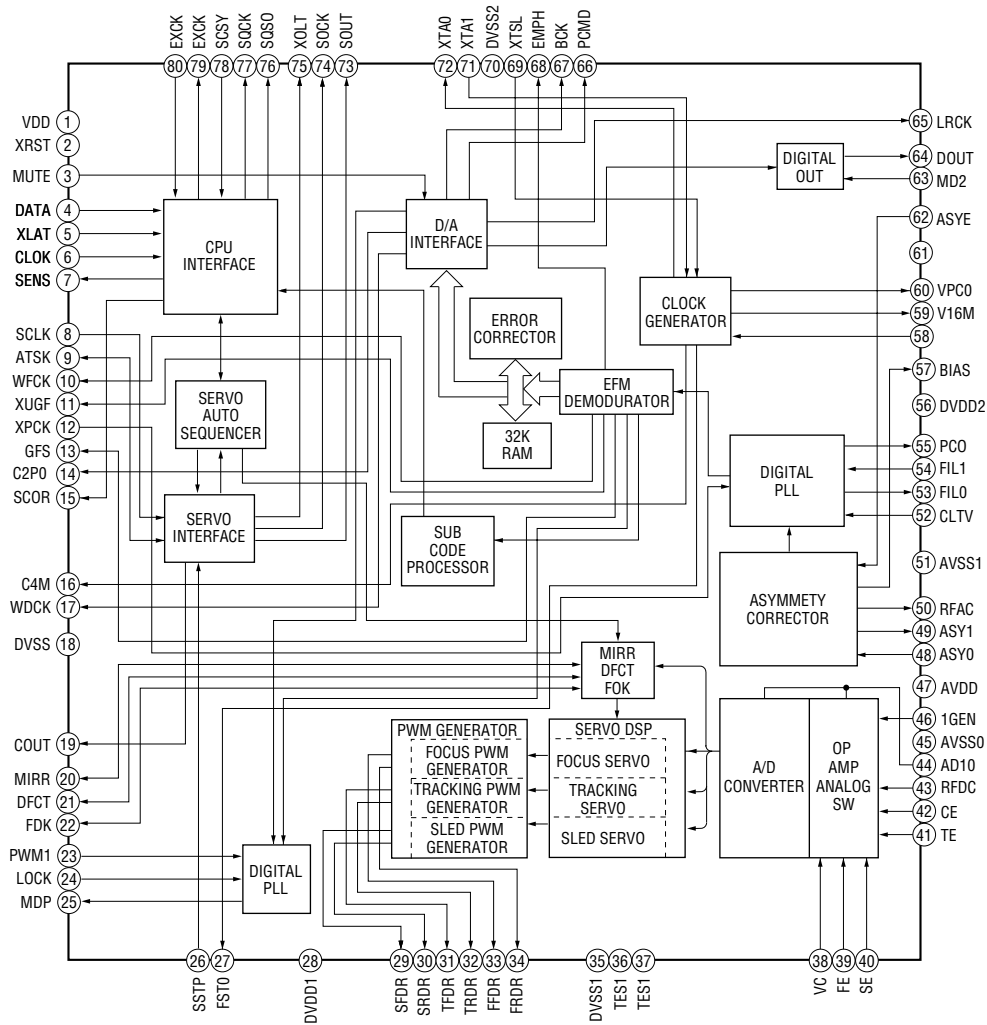 EXCK
EXCK
SCSY
SQCK
SQSO
XOLT
SOCK
SOUT
XTA0
XTA1
DVSS2
XTSL
EMPH
BCK
PCMD
80
79
78
77
76
75
74
73
72
71
70
69
68
67
66
VDD 1
XRST 2
MUTE 3
DATA 4
XLAT 5
CLOK 6
SENS 7
SCLK 8
ATSK 9
WFCK 10
XUGF 11
XPCK 12
GFS 13
C2P0 14
SCOR 15
C4M 16
WDCK 17
DVSS 18
COUT 19
MIRR 20
DFCT 21
FDK 22
PWM1 23
LOCK 24
MDP 25
CPU
INTERFACE
SERVO
AUTO
SEQUENCER
SERVO
INTERFACE
D/A
INTERFACE
ERROR
CORRECTOR
32K
RAM
EFM
DEMODURATOR
SUB
CODE
PROCESSOR
DIGITAL
OUT
CLOCK
GENERATOR
DIGITAL
PLL
ASYMMETY
CORRECTOR
MIRR
DFCT
FOK
PWM GENERATOR
FOCUS PWM
GENERATOR
TRACKING PWM
GENERATOR
SLED PWM
GENERATOR
SERVO DSP
FOCUS SERVO
TRACKING
SERVO
SLED SERVO
A/D
CONVERTER
OP
AMP
ANALOG
SW
DIGITAL
PLL
65 LRCK
64 DOUT
63 MD2
62 ASYE
61
60 VPC0
59 V16M
58
57 BIAS
56 DVDD2
55 PCO
54 FIL1
53 FIL0
52 CLTV
51 AVSS1
50 RFAC
49 ASY1
48 ASY0
47 AVDD
46 1GEN
45 AVSS0
44 AD10
43 RFDC
42 CE
41 TE
26
27
28
29
30
31
32
33
34
35
36
37
38
39
40
SSTP
FST0
DVDD1
SFDR
SRDR
TFDR
TRDR
FFDR
FRDR
DVSS1
TES1
TES1
VC
FE
SE